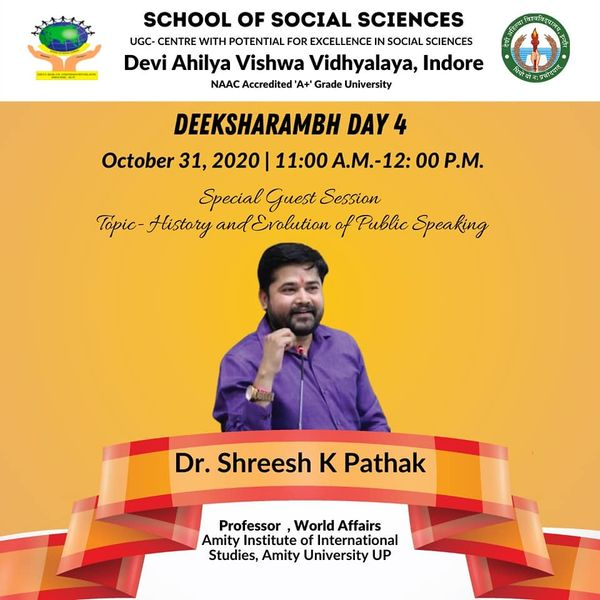 SCHOOL OF SOCIAL SCIENCES
UGC- CENTRE WITH POTENTIAL FOR EXCELLENCE IN SOCIAL SCIENCES
Devi Ahilya Vishwa Vidhyalaya, Indore
NAAC Accredited 'A+' Grade University
DEEKSHARAMBH DAY 4
October 31, 2020 | 11:00 A.M.-12: 00 P.M.
Special Guest Session
Topic- History and Evolution of Public Speaking
Dr. Shreesh K Pathak
Professor , World Affairs
Amity Institute of International
Studies, Amity University UP